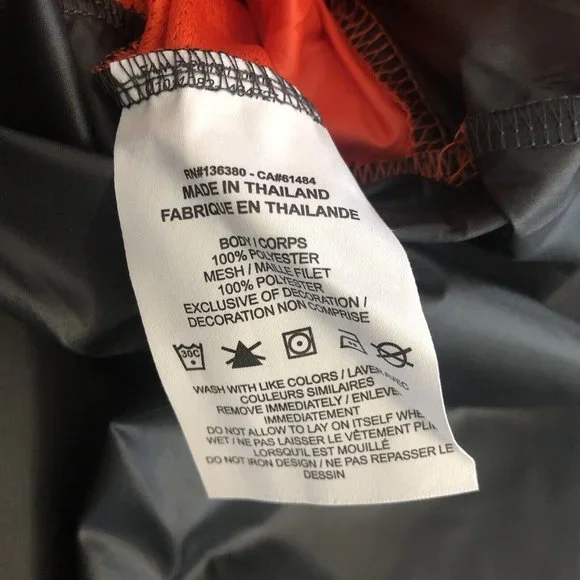 RN#136380 - CA#61484
MADE IN THAILAND
FABRIQUE EN THAILANDE
BODY / CORPS
100% POLYESTER
MESH / MAILLE FILET
100% POLYESTER
EXCLUSIVE OF DECORATION /
DECORATION NON COMPRISE
30C
WASH WITH LIKE COLORS / LAVER AVEC
COULEURS SIMILAIRES
REMOVE IMMEDIATELY / ENLEVE
IMMEDIATEMENT
DO NOT ALLOW TO LAY ON ITSELF WHE
WET / NE PAS LAISSER LE VÊTEMENT PLI
LORSQU'IL EST MOUILLÉ
DO NOT IRON DESIGN / NE PAS REPASSER LE
DESSIN